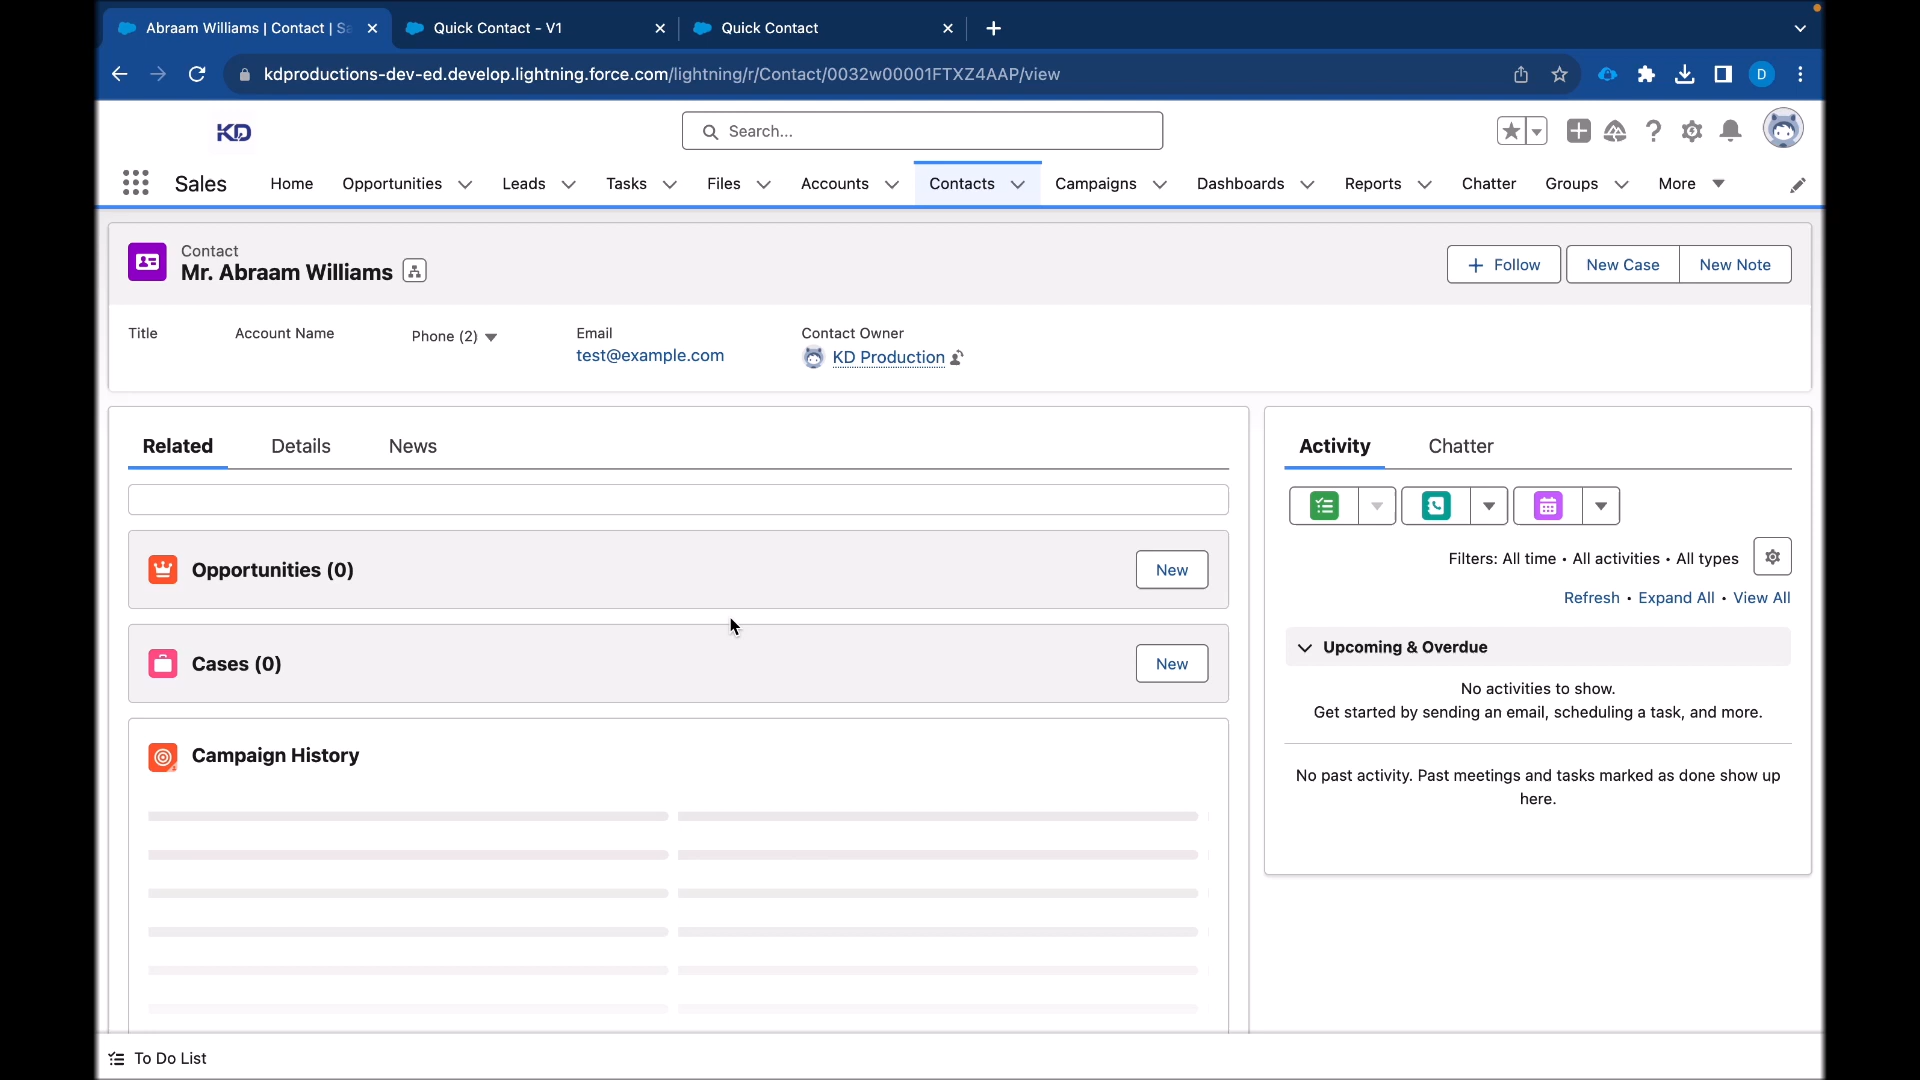 Abraam Williams | Contact | Sa
Quick Contact - V1
Quick Contact
kdproductions-dev-ed.develop.lightning.force.com/lightning/r/Contact/0032w00001FTXZ4AAP/view
D
KD
Search...
Sales
Home
Opportunities
Leads
Tasks
Files
Accounts
Contacts
Campaigns
Dashboards
Reports
Chatter
Groups
More
Contact
Mr. Abraam Williams
Follow
New Case
New Note
Title
Account Name
Phone (2)
Email
Contact Owner
test@example.com
KD Production
Related
Details
News
Activity
Chatter
Opportunities (0)
New
Cases (0)
New
Campaign History
Filters: All time • All activities • All types
Refresh • Expand All • View All
Upcoming & Overdue
No activities to show.
Get started by sending an email, scheduling a task, and more.
No past activity. Past meetings and tasks marked as done show up
here.
To Do List